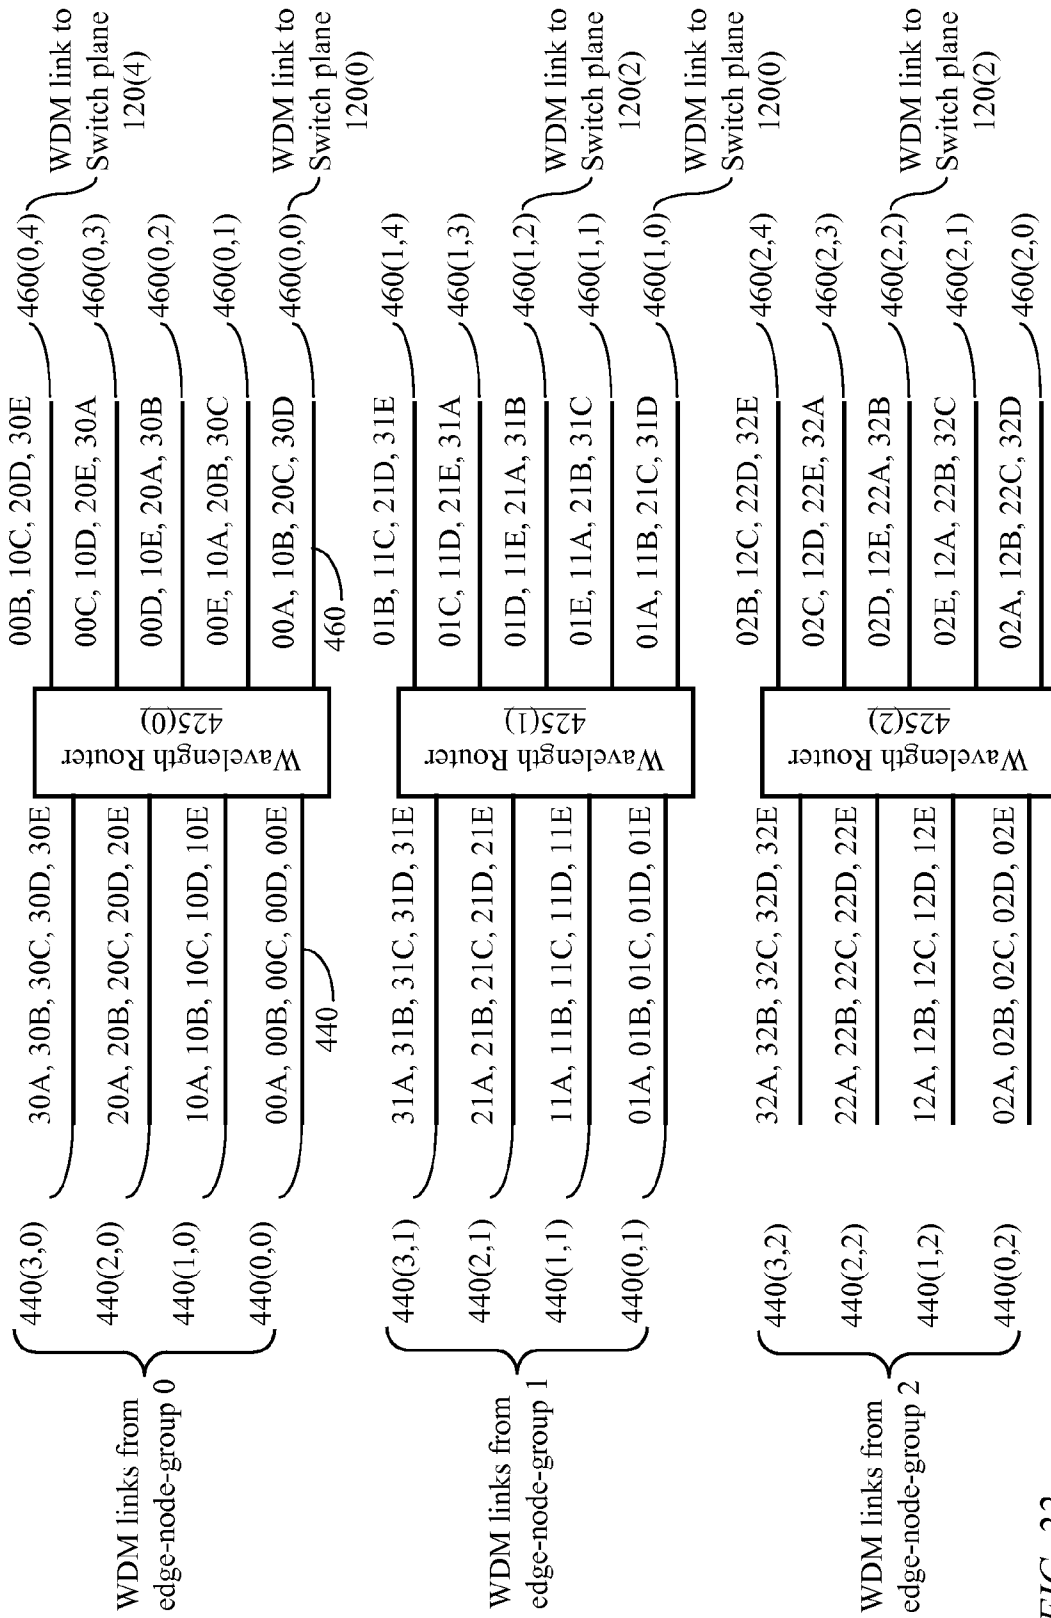 WDM links from
edge-node-group 0
440(3,0)
440(2,0)
440(1,0)
440(0,0)
30A, 30B, 30C, 30D, 30E
20A, 20B, 20C, 20D, 20E
10A, 10B, 10C, 10D, 10E
00A, 00B, 00C, 00D, 00E
440
Wavelength Router
425(0)
00B, 10C, 20D, 30E
00C, 10D, 20E, 30A
00D, 10E, 20A, 30B
00E, 10A, 20B, 30C
00A, 10B, 20C, 30D
460
460(0,4)
460(0,3)
460(0,2)
460(0,1)
460(0,0)
WDM link to
Switch plane
120(4)
WDM link to
Switch plane
120(0)
WDM links from
edge-node-group 1
440(3,1)
440(2,1)
440(1,1)
440(0,1)
31A, 31B, 31C, 31D, 31E
21A, 21B, 21C, 21D, 21E
11A, 11B, 11C, 11D, 11E
01A, 01B, 01C, 01D, 01E
Wavelength Router
425(1)
01B, 11C, 21D, 31E
01C, 11D, 21E, 31A
01D, 11E, 21A, 31B
01E, 11A, 21B, 31C
01A, 11B, 21C, 31D
460(1,4)
460(1,3)
460(1,2)
460(1,1)
460(1,0)
WDM link to
Switch plane
120(2)
WDM link to
Switch plane
120(0)
WDM links from
edge-node-group 2
440(3,2)
440(2,2)
440(1,2)
440(0,2)
32A, 32B, 32C, 32D, 32E
22A, 22B, 22C, 22D, 22E
12A, 12B, 12C, 12D, 12E
02A, 02B, 02C, 02D, 02E
Wavelength Router
425(2)
02B, 12C, 22D, 32E
02C, 12D, 22E, 32A
02D, 12E, 22A, 32B
02E, 12A, 22B, 32C
02A, 12B, 22C, 32D
460(2,4)
460(2,3)
460(2,2)
460(2,1)
460(2,0)
WDM link to
Switch plane
120(2)